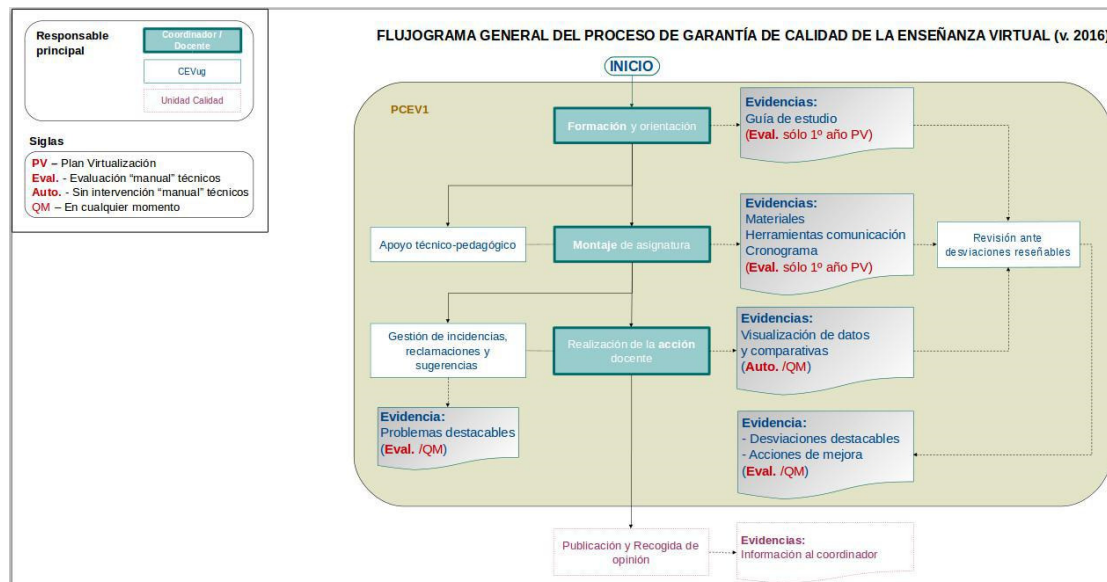 Responsable
principal
Coordinador /
Docente
CEVug
Unidad Calidad
Siglas
PV – Plan Virtualización
Eval. - Evaluación “manual” técnicos
Auto. - Sin intervención “manual” técnicos
QM – En cualquier momento
FLUJOGRAMA GENERAL DEL PROCESO DE GARANTÍA DE CALIDAD DE LA ENSEÑANZA VIRTUAL (v. 2016)
INICIO
PCEV1
Formación y orientación
Evidencias:
Guía de estudio
(Eval. sólo 1º año PV)
Apoyo técnico-pedagógico
Montaje de asignatura
Evidencias:
Materiales
Herramientas comunicación
Cronograma
(Eval. sólo 1º año PV)
Revisión ante
desviaciones reseñables
Gestión de incidencias,
reclamaciones y
sugerencias
Realización de la acción
docente
Evidencias:
Visualización de datos
y comparativas
(Auto. /QM)
Evidencia:
Problemas destacables
(Eval. /QM)
Evidencia:
- Desviaciones destacables
- Acciones de mejora
(Eval. /QM)
Publicación y Recogida de
opinión
Evidencias:
Información al coordinador